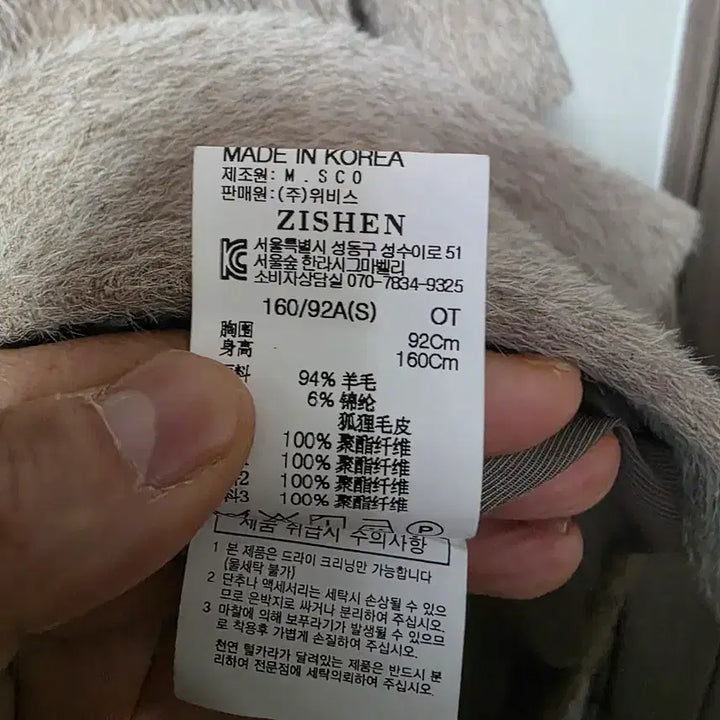 MADE IN KOREA
제조원: M.SCO
판매원:(주)위비스
ZISHEN
서울특별시 성동구 성수이로 51
서울숲 한라시그마밸리
소비자상담실 070-7834-9325
160/92A(S) OT
胸围 92Cm
身高 160Cm
料 94% 羊毛
6% 锦纶
狐狸毛皮
100% 聚酯纤维
100% 聚酯纤维
2 100% 聚酯纤维
料3 100% 聚酯纤维
P
제품 취급시 주의사항
1 본 제품은 드라이 크리닝만 가능합니다
(물세탁 불가)
2 단추나 액세서리는 세탁시 손상될 수 있으
므로 은박지로 싸거나 분리하여 주십시오.
3 마찰에 의해 보푸라기가 발생될 수 있으므
로 착용후 가볍게 손질하여 주십시오.
천연 털카라가 달려있는 제품은 반드시 분
리하여 전문점에 세탁의뢰하여 주십시오.